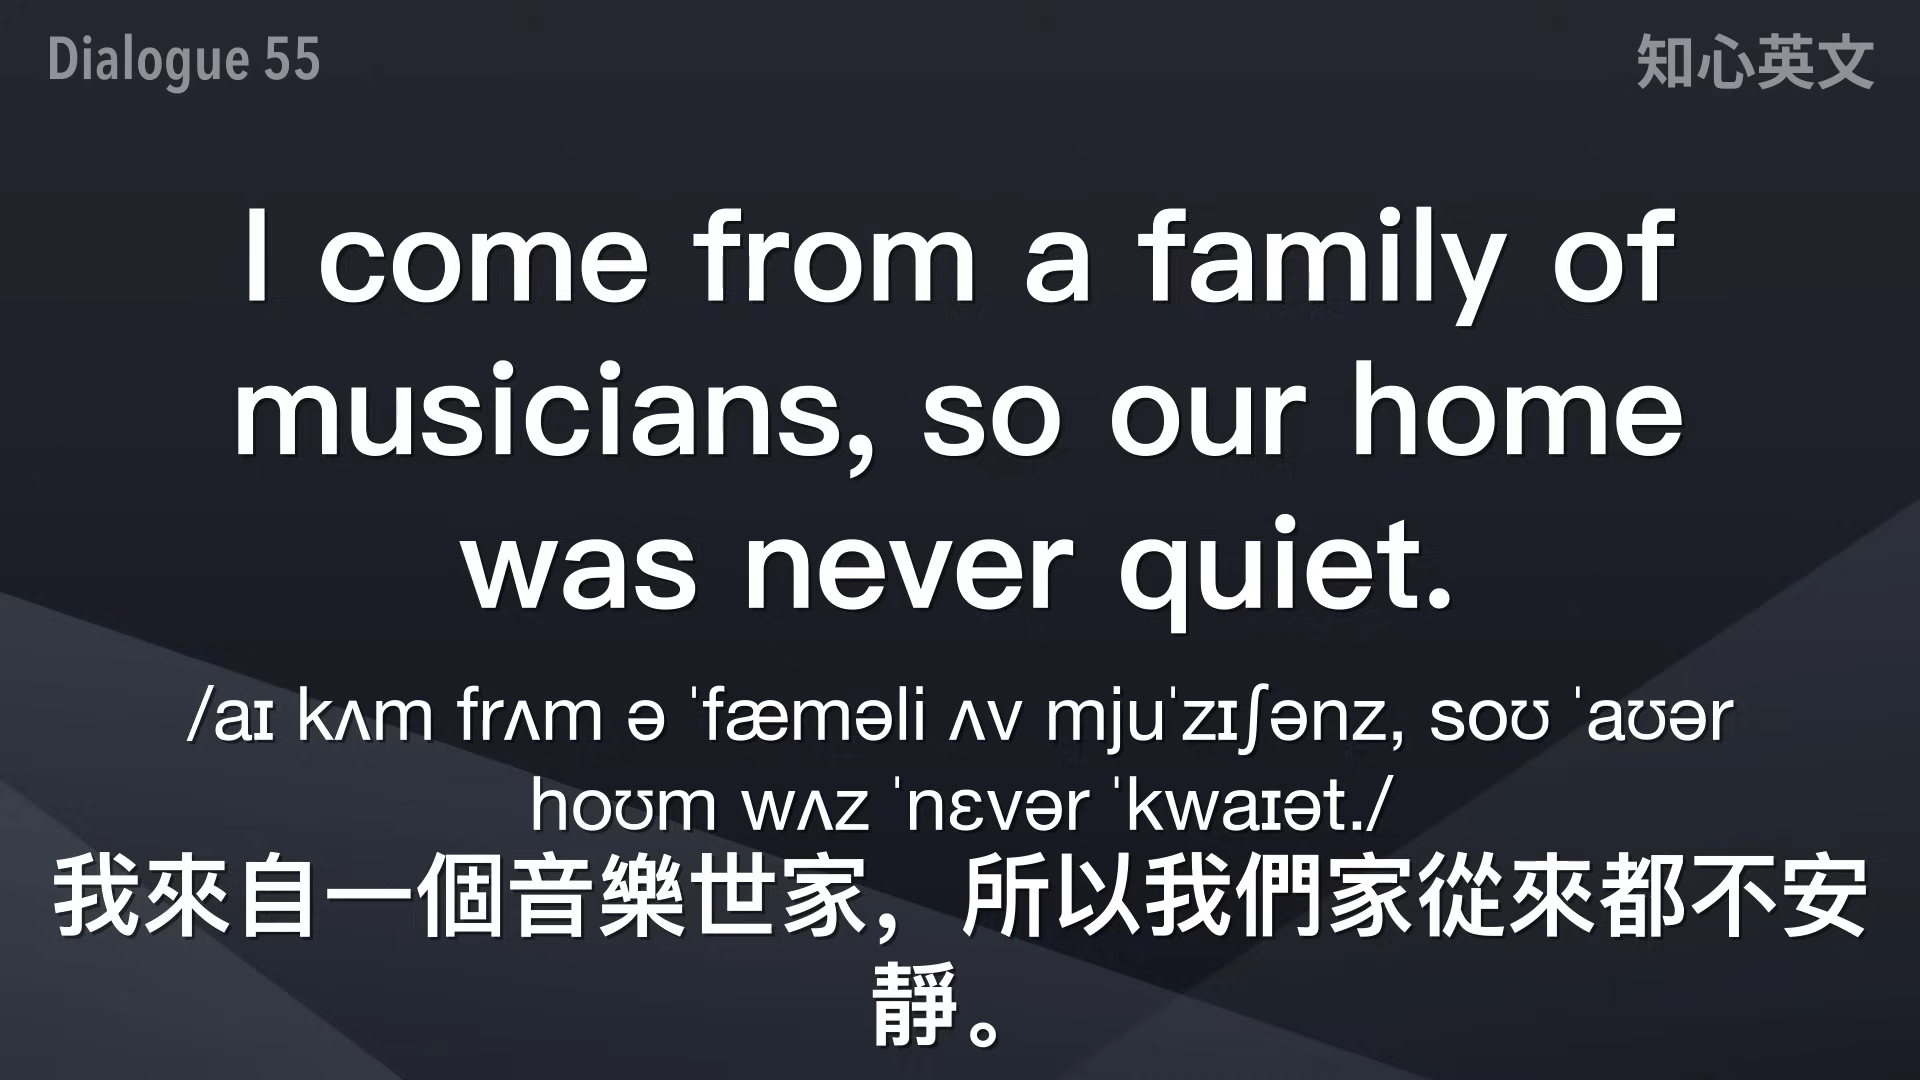 Dialogue 55
知心英文
I come from a family of
musicians, so our home
was never quiet.
/aɪ kʌm frʌm ə ˈfæməli ʌv mjuˈzɪʃənz, soʊ ˈaʊər
hoʊm wʌz ˈnɛvər ˈkwaɪət./
我來自一個音樂世家，所以我們家從來都不安
靜。